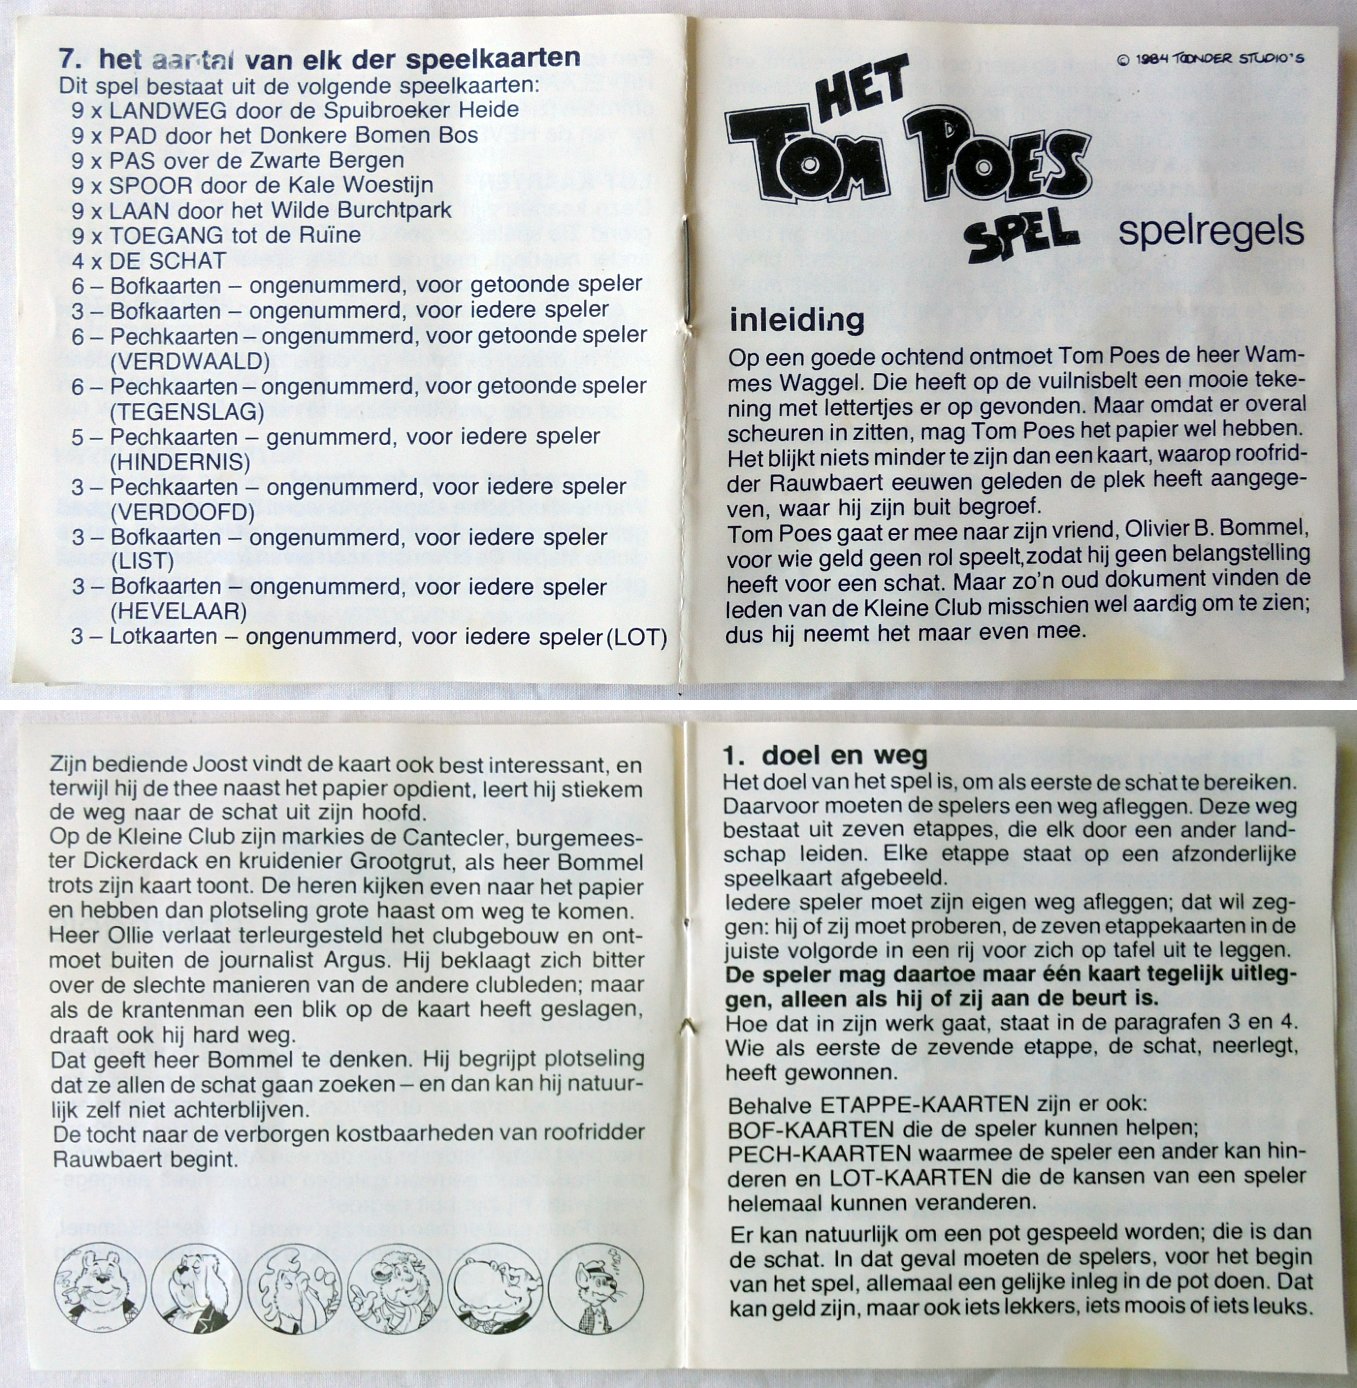 7. het aantal van elk der speelkaarten
Dit spel bestaat uit de volgende speelkaarten:
9 x LANDWEG door de Spuibroeker Heide
9 x PAD door het Donkere Bomen Bos
9 x PAS over de Zwarte Bergen
9 x SPOOR door de Kale Woestijn
9 x LAAN door het Wilde Burchtpark
9 x TOEGANG tot de Ruïne
4 x DE SCHAT
6 – Bofkaarten – ongenummerd, voor getoonde speler
3 – Bofkaarten – ongenummerd, voor iedere speler
6 – Pechkaarten – ongenummerd, voor getoonde speler
(VERDWAALD)
6 – Pechkaarten – ongenummerd, voor getoonde speler
(TEGENSLAG)
5 – Pechkaarten – genummerd, voor iedere speler
(HINDERNIS)
3 – Pechkaarten – ongenummerd, voor iedere speler
(VERDOOFD)
3 – Bofkaarten – ongenummerd, voor iedere speler
(LIST)
3 – Bofkaarten – ongenummerd, voor iedere speler
(HEVELAAR)
3 – Lotkaarten – ongenummerd, voor iedere speler (LOT)
© 1984 TOONDER STUDIO'S
HET
TOM POES
SPEL
spelregels
inleiding
Op een goede ochtend ontmoet Tom Poes de heer Wam-
mes Waggel. Die heeft op de vuilnisbelt een mooie teke-
ning met lettertjes er op gevonden. Maar omdat er overal
scheuren in zitten, mag Tom Poes het papier wel hebben.
Het blijkt niets minder te zijn dan een kaart, waarop roofrid-
der Rauwbaert eeuwen geleden de plek heeft aangege-
ven, waar hij zijn buit begroef.
Tom Poes gaat er mee naar zijn vriend, Olivier B. Bommel,
voor wie geld geen rol speelt,zodat hij geen belangstelling
heeft voor een schat. Maar zo'n oud dokument vinden de
leden van de Kleine Club misschien wel aardig om te zien;
dus hij neemt het maar even mee.
Zijn bediende Joost vindt de kaart ook best interessant, en
terwijl hij de thee naast het papier opdient, leert hij stiekem
de weg naar de schat uit zijn hoofd.
Op de Kleine Club zijn markies de Cantecler, burgemees-
ter Dickerdack en kruidenier Grootgrut, als heer Bommel
trots zijn kaart toont. De heren kijken even naar het papier
en hebben dan plotseling grote haast om weg te komen.
Heer Ollie verlaat terleurgesteld het clubgebouw en ont-
moet buiten de journalist Argus. Hij beklaagt zich bitter
over de slechte manieren van de andere clubleden; maar
als de krantenman een blik op de kaart heeft geslagen,
draaft ook hij hard weg.
Dat geeft heer Bommel te denken. Hij begrijpt plotseling
dat ze allen de schat gaan zoeken – en dan kan hij natuur-
lijk zelf niet achterblijven.
De tocht naar de verborgen kostbaarheden van roofridder
Rauwbaert begint.
1. doel en weg
Het doel van het spel is, om als eerste de schat te bereiken.
Daarvoor moeten de spelers een weg afleggen. Deze weg
bestaat uit zeven etappes, die elk door een ander land-
schap leiden. Elke etappe staat op een afzonderlijke
speelkaart afgebeeld.
Iedere speler moet zijn eigen weg afleggen; dat wil zeg-
gen: hij of zij moet proberen, de zeven etappekaarten in de
juiste volgorde in een rij voor zich op tafel uit te leggen.
De speler mag daartoe maar één kaart tegelijk uitleg-
gen, alleen als hij of zij aan de beurt is.
Hoe dat in zijn werk gaat, staat in de paragrafen 3 en 4.
Wie als eerste de zevende etappe, de schat, neerlegt,
heeft gewonnen.
Behalve ETAPPE-KAARTEN zijn er ook:
BOF-KAARTEN die de speler kunnen helpen;
PECH-KAARTEN waarmee de speler een ander kan hin-
deren en LOT-KAARTEN die de kansen van een speler
helemaal kunnen veranderen.
Er kan natuurlijk om een pot gespeeld worden; die is dan
de schat. In dat geval moeten de spelers, voor het begin
van het spel, allemaal een gelijke inleg in de pot doen. Dat
kan geld zijn, maar ook iets lekkers, iets moois of iets leuks.